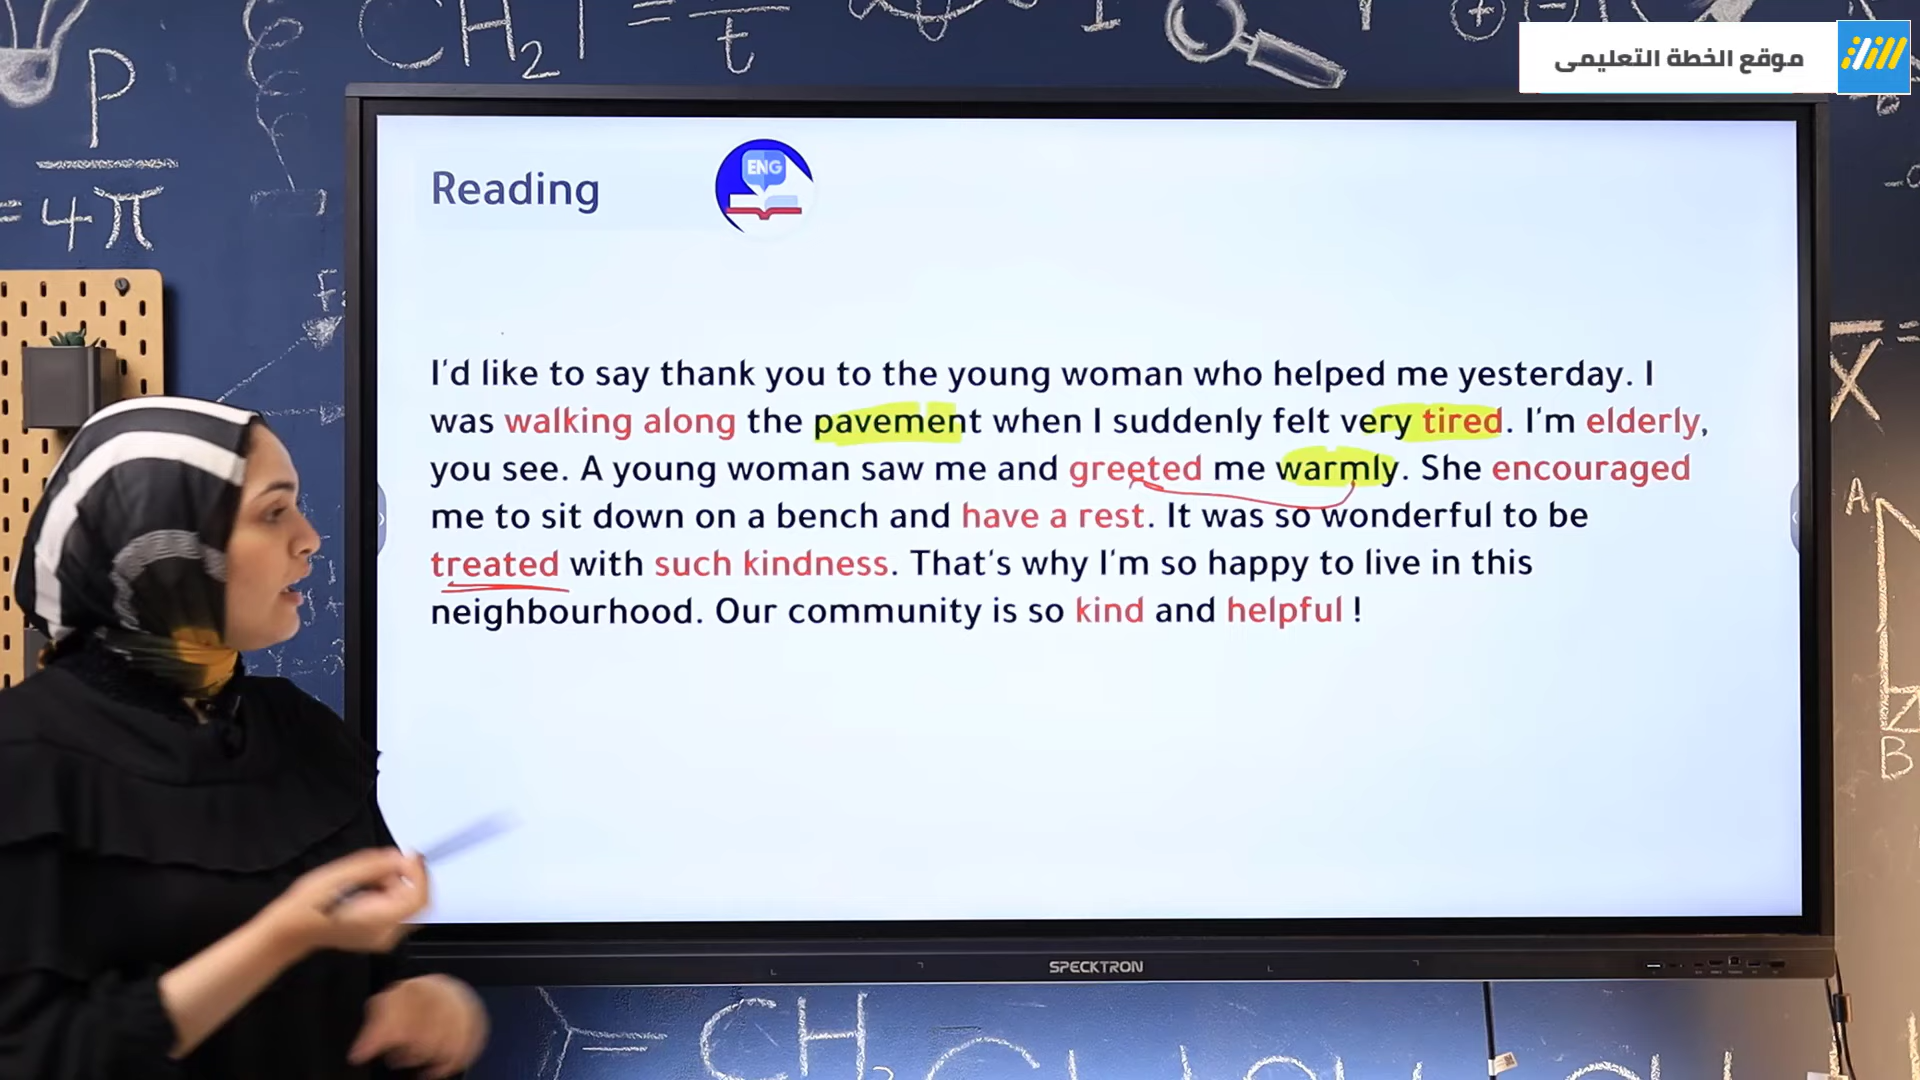 CH2
t
P
= 4π
موقع الخطة التعليمى
ENG
Reading
I'd like to say thank you to the young woman who helped me yesterday. I
was walking along the pavement when I suddenly felt very tired. I'm elderly,
you see. A young woman saw me and greeted me warmly. She encouraged
me to sit down on a bench and have a rest. It was so wonderful to be
treated with such kindness. That's why I'm so happy to live in this
neighbourhood. Our community is so kind and helpful !
X
A
B
SPECKTRON
CH2